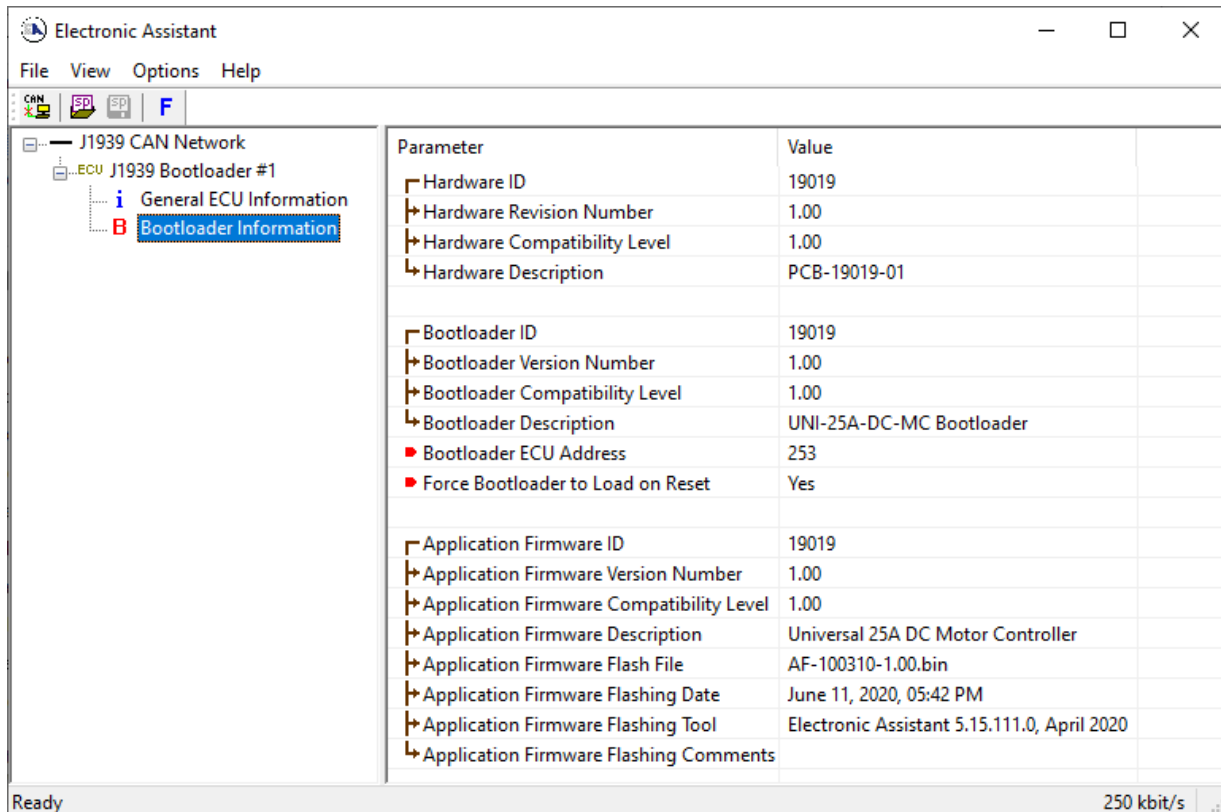 Electronic Assistant
File View Options Help
CAN SP SP F
J1939 CAN Network
ECU J1939 Bootloader #1
i General ECU Information
B Bootloader Information
Parameter Value
Hardware ID 19019
Hardware Revision Number 1.00
Hardware Compatibility Level 1.00
Hardware Description PCB-19019-01
Bootloader ID 19019
Bootloader Version Number 1.00
Bootloader Compatibility Level 1.00
Bootloader Description UNI-25A-DC-MC Bootloader
Bootloader ECU Address 253
Force Bootloader to Load on Reset Yes
Application Firmware ID 19019
Application Firmware Version Number 1.00
Application Firmware Compatibility Level 1.00
Application Firmware Description Universal 25A DC Motor Controller
Application Firmware Flash File AF-100310-1.00.bin
Application Firmware Flashing Date June 11, 2020, 05:42 PM
Application Firmware Flashing Tool Electronic Assistant 5.15.111.0, April 2020
Application Firmware Flashing Comments
Ready 250 kbit/s